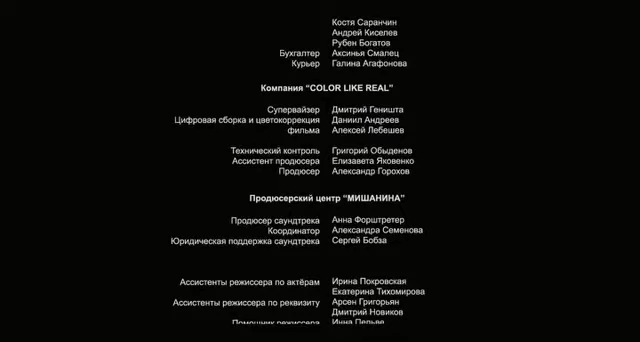 Костя Саранчин
Андрей Киселев
Рубен Богатов
Бухгалтер Аксинья Смалец
Курьер Галина Агафонова
Компания “COLOR LIKE REAL”
Супервайзер Дмитрий Геништа
Цифровая сборка и цветокоррекция Даниил Андреев
фильма Алексей Лебешев
Технический контроль Григорий Обыденов
Ассистент продюсера Елизавета Яковенко
Продюсер Александр Горохов
Продюсерский центр “МИШАНИНА”
Продюсер саундтрека Анна Форштретер
Координатор Александра Семенова
Юридическая поддержка саундтрека Сергей Бобза
Ассистенты режиссера по актёрам Ирина Покровская
Екатерина Тихомирова
Ассистенты режиссера по реквизиту Арсен Григорьян
Дмитрий Новиков
Помощник режиссера Инна